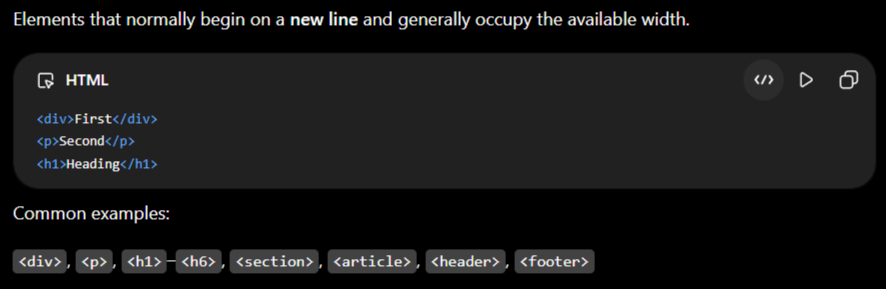 Elements that normally begin on a new line and generally occupy the available width.
HTML
<div>First</div>
<p>Second</p>
<h1>Heading</h1>
Common examples:
<div>, <p>, <h1>–<h6>, <section>, <article>, <header>, <footer>